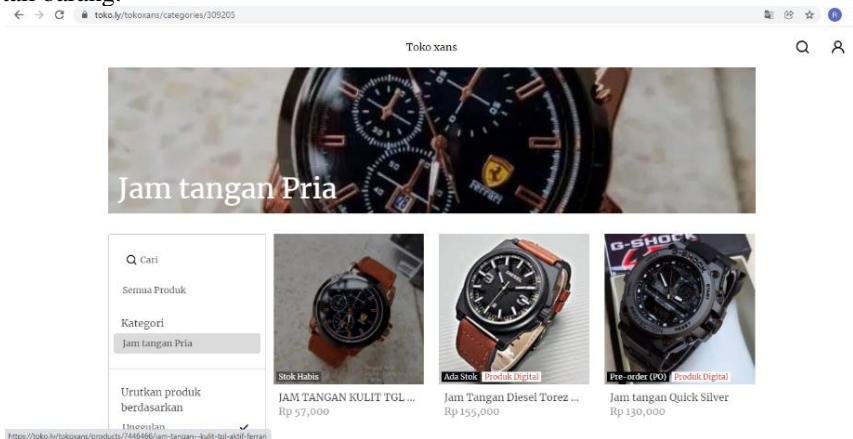 toko.ly/tokoxans/categories/309205
R
Toko xans
Ferrari
Jam tangan Pria
Cari
Semua Produk
Kategori
Jam tangan Pria
Urutkan produk
berdasarkan
Unggulan
G-SHOCK
DIESEL
Stok Habis
Ada Stok Produk Digital
Pre-order (PO) Produk Digital
JAM TANGAN KULIT TGL ...
Jam Tangan Diesel Torez ...
Jam tangan Quick Silver
Rp 57,000
Rp 155,000
Rp 130,000
https://toko.ly/tokoxans/products/7446466/jam-tangan--kulit-tgl-aktif-ferrari